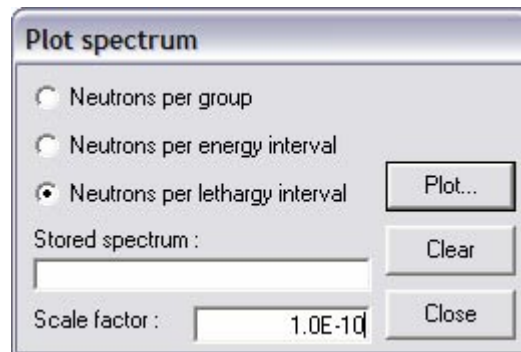 Plot spectrum
Neutrons per group
Neutrons per energy interval
Neutrons per lethargy interval
Plot...
Stored spectrum :
Clear
Scale factor :
1.0E-10
Close